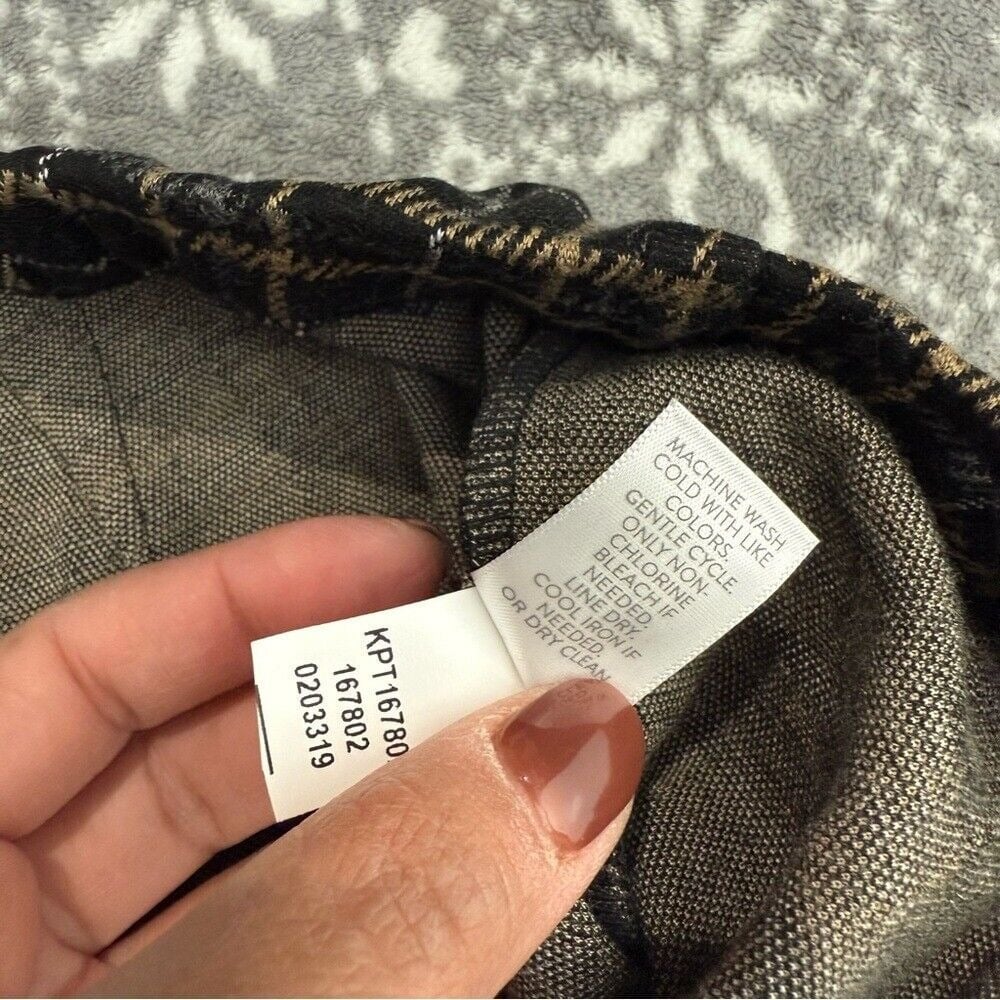 MACHINE WASH
COLD WITH LIKE
COLORS.
GENTLE CYCLE.
ONLY NON-
CHLORINE
BLEACH IF
NEEDED.
LINE DRY.
COOL IRON IF
NEEDED.
OR DRY CLEAN
KPT16780
167802
0203319